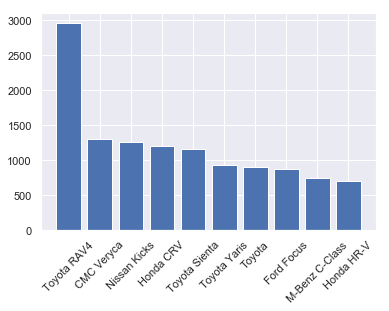 3000
2500
2000
1500
1000
500
0
Toyota RAV4
CMC Veryca
Nissan Kicks
Honda CRV
Toyota Sienta
Toyota Yaris
Toyota
Ford Focus
M-Benz C-Class
Honda HR-V